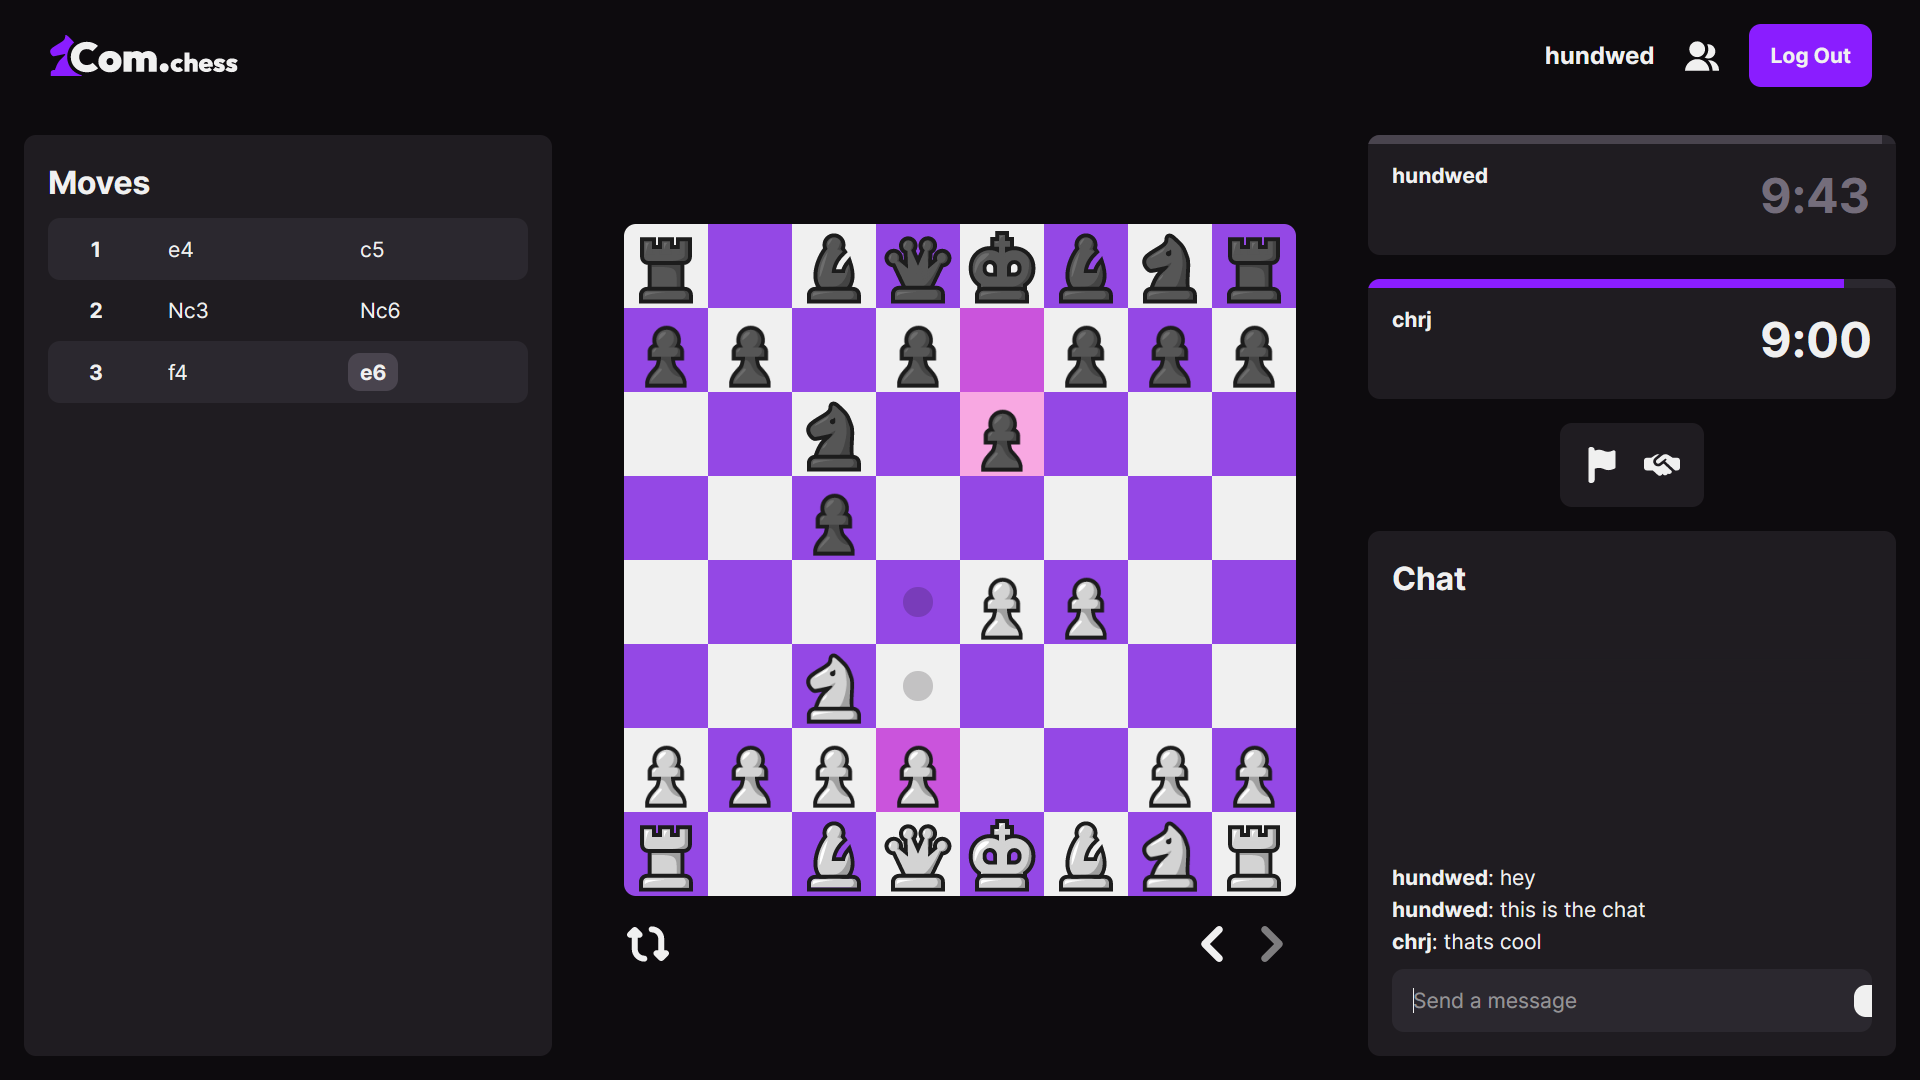 Com.chess
hundwed
Log Out
Moves
1 e4 c5
2 Nc3 Nc6
3 f4 e6
hundwed
9:43
chrj
9:00
Chat
hundwed: hey
hundwed: this is the chat
chrj: thats cool
Send a message